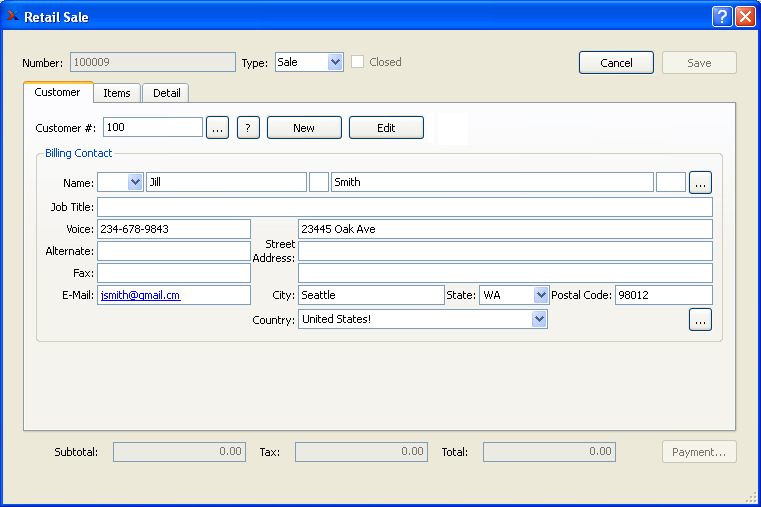 Retail Sale
Number: 100009 Type: Sale Closed Cancel Save
Customer Items Detail
Customer #: 100 ... ? New Edit
Billing Contact
Name: Jill Smith ...
Job Title:
Voice: 234-678-9843 23445 Oak Ave
Alternate: Street
Address:
Fax:
E-Mail: jsmith@gmail.cm City: Seattle State: WA Postal Code: 98012
Country: United States! ...
Subtotal: 0.00 Tax: 0.00 Total: 0.00 Payment...